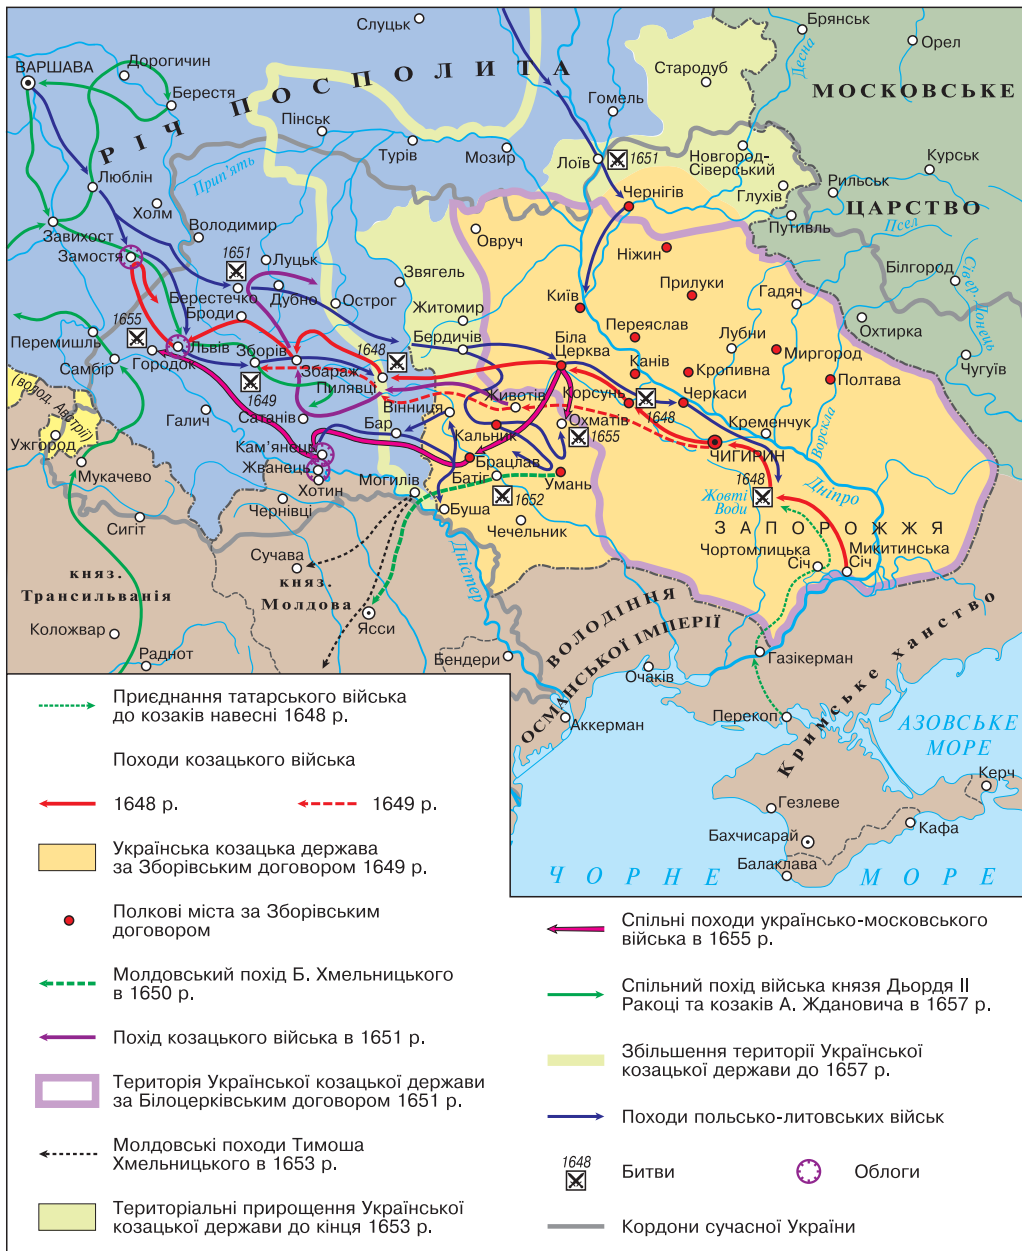 Слуцьк
Брянськ
Орел
ВАРШАВА
Дорогичин
Берестя
Стародуб
Десна
РІЧ ПОСПОЛИТА
МОСКОВСЬКЕ
ЦАРСТВО
Гомель
Пінськ
Турів
Мозир
Лоїв
1651
Новгород-
Сіверський
Курськ
Люблін
Прип'ять
Чернігів
Глухів
Рильськ
Холм
Володимир
Путивль
Псел
Завихост
Замостя
Овруч
Ніжин
1651
Луцьк
Звягель
Білгород
Сівер. Донець
Берестечко
Дубно
Острог
Київ
Прилуки
Гадяч
Броди
Житомир
1655
Охтирка
Перемишль
Львів
Зборів
Бердичів
Біла
Церква
Переяслав
Лубни
Миргород
Самбір
Городок
Збараж
1648
Пилявці
Канів
Кропивна
Полтава
Чугуїв
(волод. Австрії)
1649
Животів
Корсунь
Черкаси
1648
Галич
Сатанів
Вінниця
Бар
Охматів
1655
Кременчук
Ворскла
Ужгород
Кам'янець
Кальник
ЧИГИРИН
Мукачево
Жванець
Хотин
Брацлав
Батіг
Умань
1648
Жовті
Води
Дніпро
Могилів
1652
Чернівці
Буша
Чечельник
ЗАПОРОЖЖЯ
Сигіт
Сучава
Дністер
Чортомлицька
Січ
Микитинська
Січ
княз.
Трансильванія
княз.
Молдова
Коложвар
Ясси
Раднот
Бендери
ВОЛОДІННЯ
ОСМАНСЬКОЇ ІМПЕРІЇ
Очаків
Газікерман
Кримське ханство
Аккерман
Перекоп
АЗОВСЬКЕ
МОРЕ
Гезлеве
Керч
Бахчисарай
Кафа
Балаклава
ЧОРНЕ МОРЕ
Приєднання татарського війська
до козаків навесні 1648 р.
Походи козацького війська
1648 р.
1649 р.
Українська козацька держава
за Зборівським договором 1649 р.
Полкові міста за Зборівським
договором
Молдовський похід Б. Хмельницького
в 1650 р.
Похід козацького війська в 1651 р.
Територія Української козацької держави
за Білоцерківським договором 1651 р.
Молдовські походи Тимоша
Хмельницького в 1653 р.
Територіальні прирощення Української
козацької держави до кінця 1653 р.
Спільні походи українсько-московського
війська в 1655 р.
Спільний похід війська князя Дьордя II
Ракоці та козаків А. Ждановича в 1657 р.
Збільшення території Української
козацької держави до 1657 р.
Походи польсько-литовських військ
1648
Битви
Облоги
Кордони сучасної України